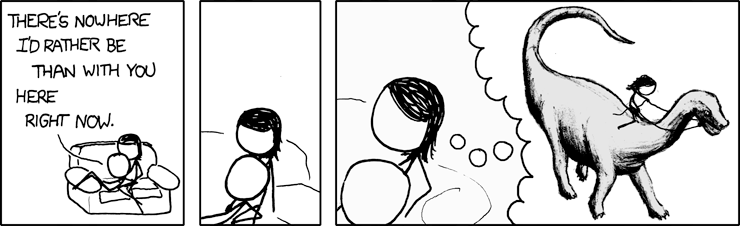 THERE'S NOWHERE
I'D RATHER BE
THAN WITH YOU
HERE
RIGHT NOW.